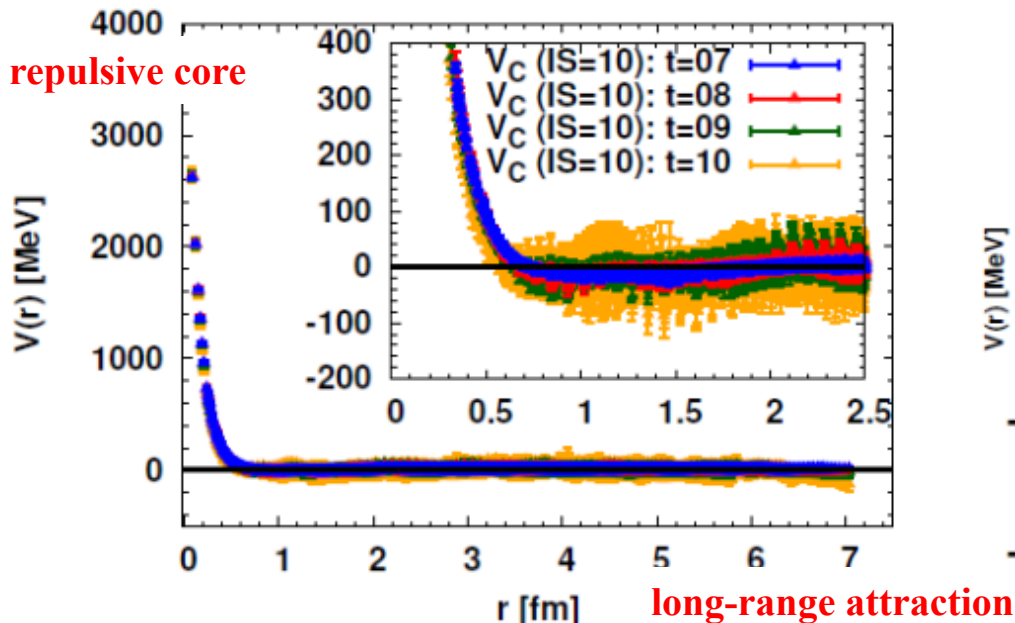 4000
repulsive core
3000
2000
1000
0
V(r) [MeV]
400
300
200
100
0
-100
-200
V_C (IS=10): t=07
V_C (IS=10): t=08
V_C (IS=10): t=09
V_C (IS=10): t=10
0 0.5 1 1.5 2 2.5
V(r) [MeV]
0 1 2 3 4 5 6 7
r [fm]
long-range attraction